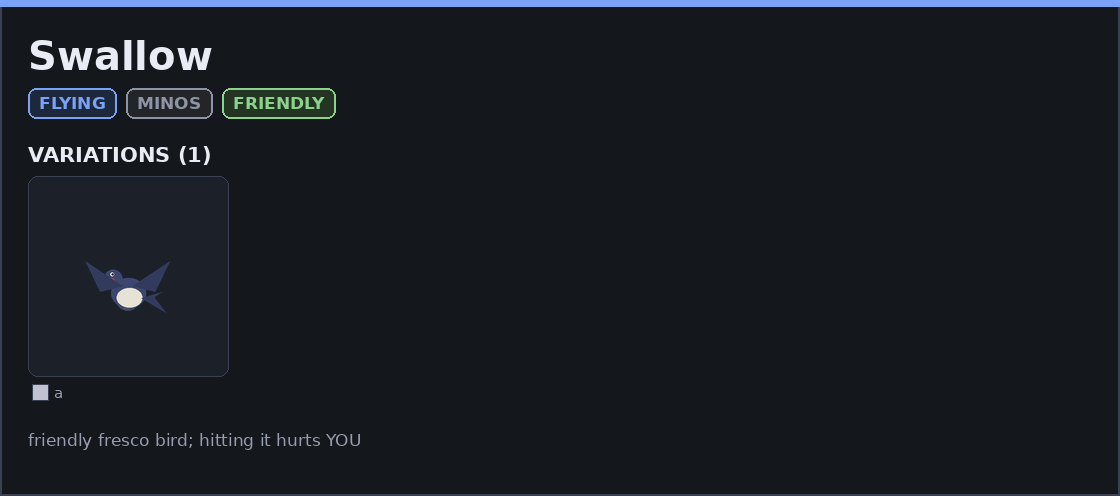 Swallow
FLYING MINOS FRIENDLY
VARIATIONS (1)
a
friendly fresco bird; hitting it hurts YOU